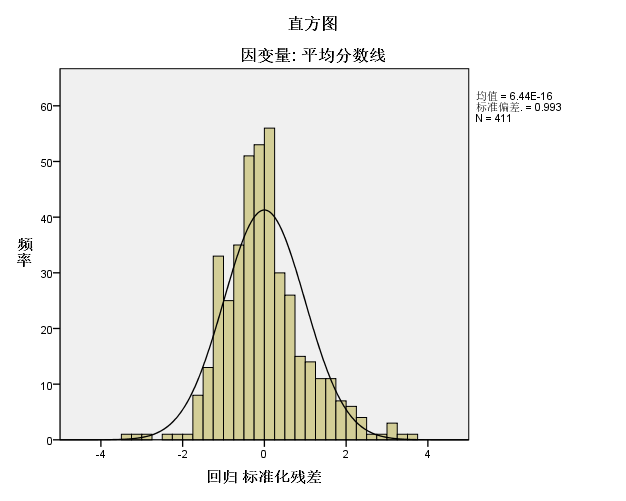 直方图
因变量: 平均分数线
均值 = 6.44E-16
标准偏差. = 0.993
N = 411
频率
60
50
40
30
20
10
0
-4 -2 0 2 4
回归 标准化残差